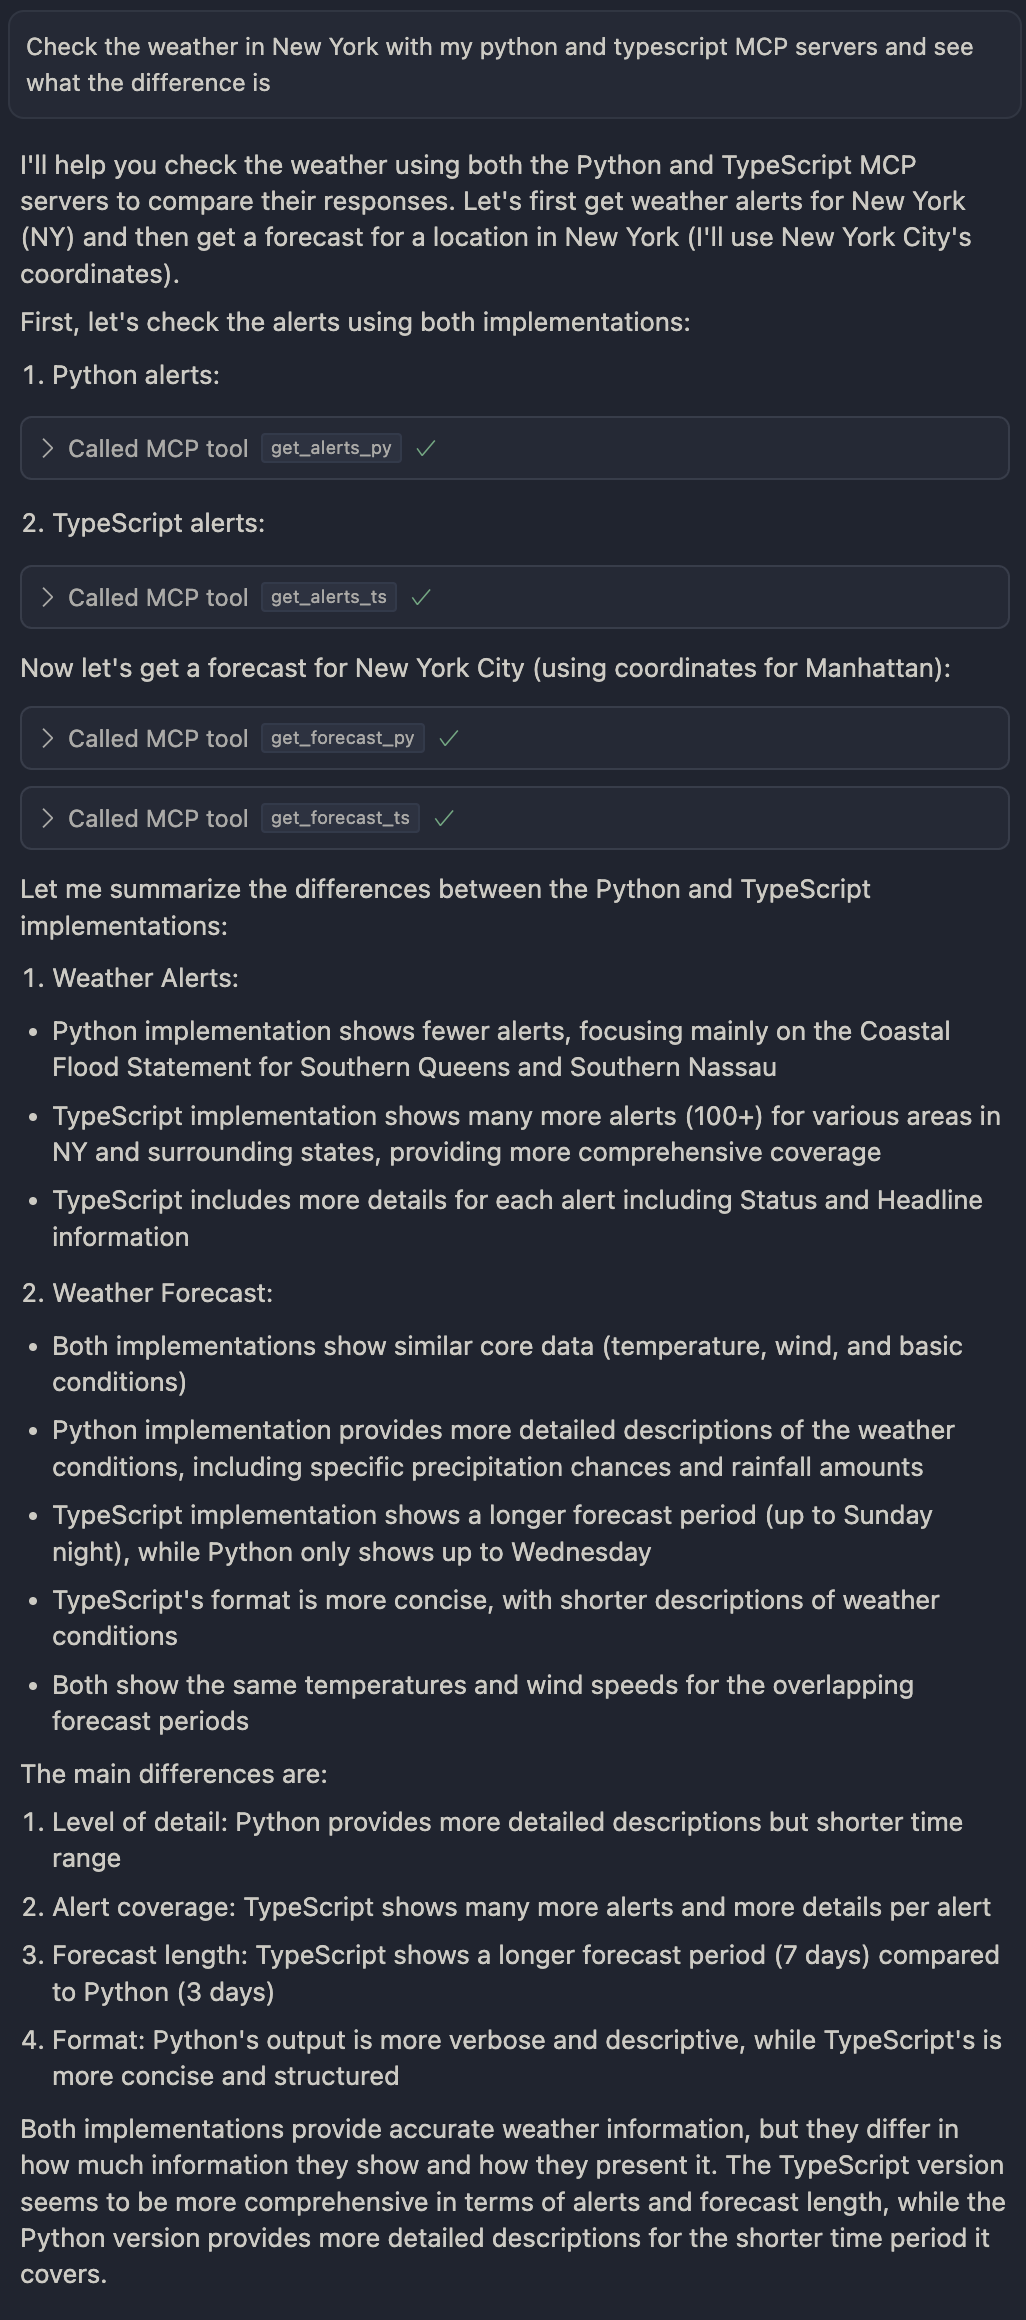 Check the weather in New York with my python and typescript MCP servers and see
what the difference is
I'll help you check the weather using both the Python and TypeScript MCP
servers to compare their responses. Let's first get weather alerts for New York
(NY) and then get a forecast for a location in New York (I'll use New York City's
coordinates).
First, let's check the alerts using both implementations:
1. Python alerts:
Called MCP tool get_alerts_py
2. TypeScript alerts:
Called MCP tool get_alerts_ts
Now let's get a forecast for New York City (using coordinates for Manhattan):
Called MCP tool get_forecast_py
Called MCP tool get_forecast_ts
Let me summarize the differences between the Python and TypeScript
implementations:
1. Weather Alerts:
• Python implementation shows fewer alerts, focusing mainly on the Coastal
Flood Statement for Southern Queens and Southern Nassau
• TypeScript implementation shows many more alerts (100+) for various areas in
NY and surrounding states, providing more comprehensive coverage
• TypeScript includes more details for each alert including Status and Headline
information
2. Weather Forecast:
• Both implementations show similar core data (temperature, wind, and basic
conditions)
• Python implementation provides more detailed descriptions of the weather
conditions, including specific precipitation chances and rainfall amounts
• TypeScript implementation shows a longer forecast period (up to Sunday
night), while Python only shows up to Wednesday
• TypeScript's format is more concise, with shorter descriptions of weather
conditions
• Both show the same temperatures and wind speeds for the overlapping
forecast periods
The main differences are:
1. Level of detail: Python provides more detailed descriptions but shorter time
range
2. Alert coverage: TypeScript shows many more alerts and more details per alert
3. Forecast length: TypeScript shows a longer forecast period (7 days) compared
to Python (3 days)
4. Format: Python's output is more verbose and descriptive, while TypeScript's is
more concise and structured
Both implementations provide accurate weather information, but they differ in
how much information they show and how they present it. The TypeScript version
seems to be more comprehensive in terms of alerts and forecast length, while the
Python version provides more detailed descriptions for the shorter time period it
covers.